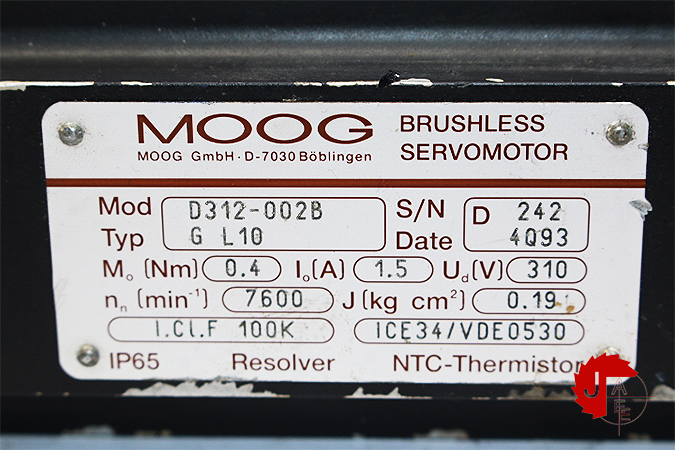 MOOG BRUSHLESS
MOOG GmbH · D-7030 Böblingen SERVOMOTOR
Mod D312-002B S/N D 242
Typ G L10 Date 4Q93
M₀ (Nm) 0.4 I₀(A) 1.5 U_d(V) 310
n_n (min⁻¹) 7600 J(kg cm²) 0.19
I.Cl.F 100K ICE34/VDE0530
IP65 Resolver NTC-Thermistor